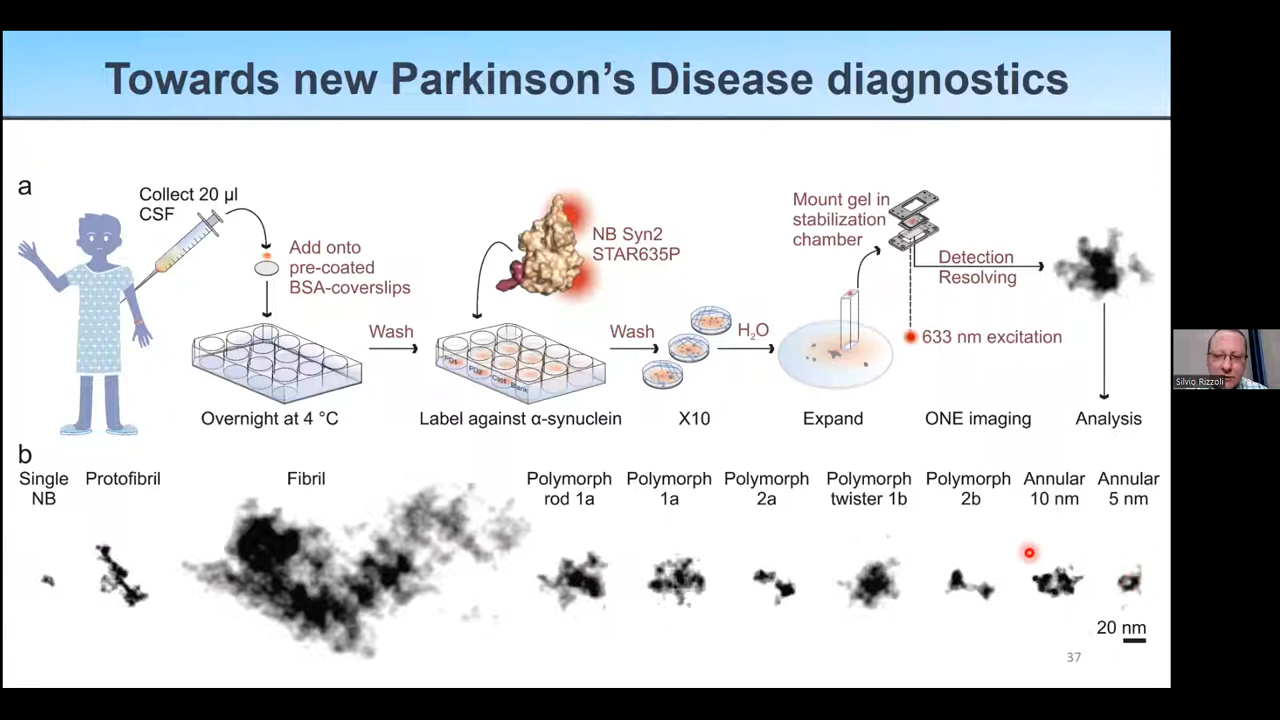 Towards new Parkinson's Disease diagnostics
a
Collect 20 µl
CSF
Add onto
pre-coated
BSA-coverslips
Overnight at 4 °C
Wash
NB Syn2
STAR635P
PD1
PD2
Label against α-synuclein
Wash
X10
H₂O
Expand
Mount gel in
stabilization
chamber
633 nm excitation
ONE imaging
Detection
Resolving
Analysis
b
Single
NB
Protofibril
Fibril
Polymorph
rod 1a
Polymorph
1a
Polymorph
2a
Polymorph
twister 1b
Polymorph
2b
Annular
10 nm
Annular
5 nm
20 nm
37
Silvio Rizzoli